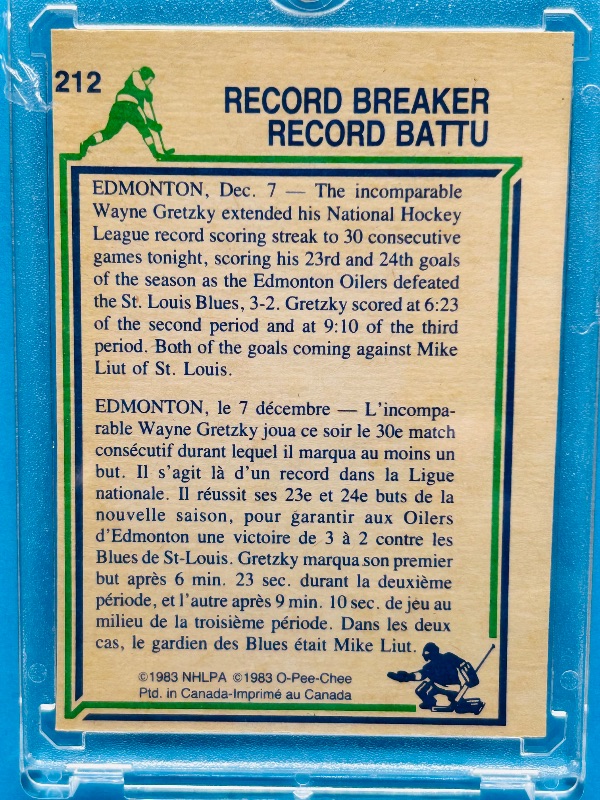 212
RECORD BREAKER
RECORD BATTU
EDMONTON, Dec. 7 — The incomparable
Wayne Gretzky extended his National Hockey
League record scoring streak to 30 consecutive
games tonight, scoring his 23rd and 24th goals
of the season as the Edmonton Oilers defeated
the St. Louis Blues, 3-2. Gretzky scored at 6:23
of the second period and at 9:10 of the third
period. Both of the goals coming against Mike
Liut of St. Louis.
EDMONTON, le 7 décembre — L'incompa-
rable Wayne Gretzky joua ce soir le 30e match
consécutif durant lequel il marqua au moins un
but. Il s'agit là d'un record dans la Ligue
nationale. Il réussit ses 23e et 24e buts de la
nouvelle saison, pour garantir aux Oilers
d'Edmonton une victoire de 3 à 2 contre les
Blues de St-Louis. Gretzky marqua son premier
but après 6 min. 23 sec. durant la deuxième
période, et l'autre après 9 min. 10 sec. de jeu au
milieu de la troisième période. Dans les deux
cas, le gardien des Blues était Mike Liut.
©1983 NHLPA ©1983 O-Pee-Chee
Ptd. in Canada-Imprimé au Canada